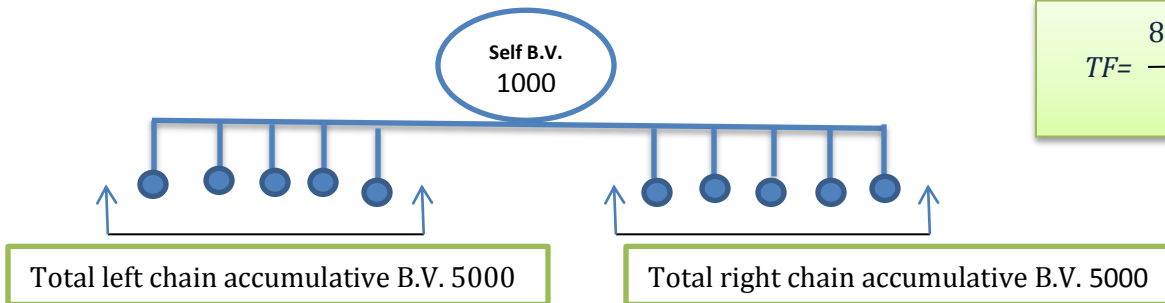 Self B.V.
1000
8
TF=
Total left chain accumulative B.V. 5000
Total right chain accumulative B.V. 5000